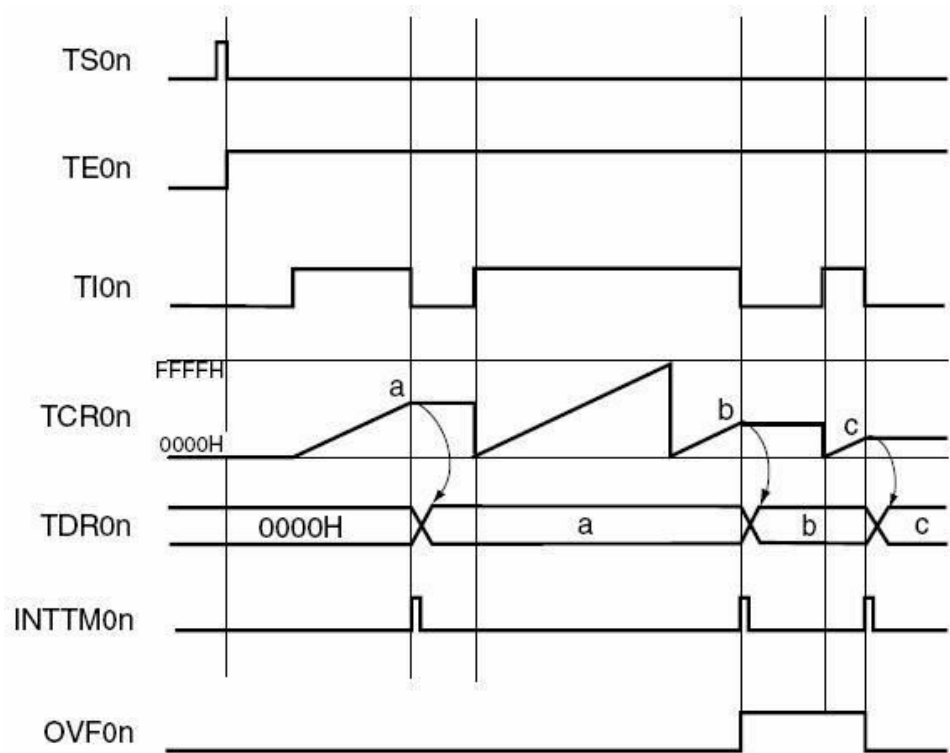 TS0n
TE0n
TI0n
FFFFH
a
b
c
TCR0n
0000H
TDR0n
0000H
a
b
c
INTTM0n
OVF0n